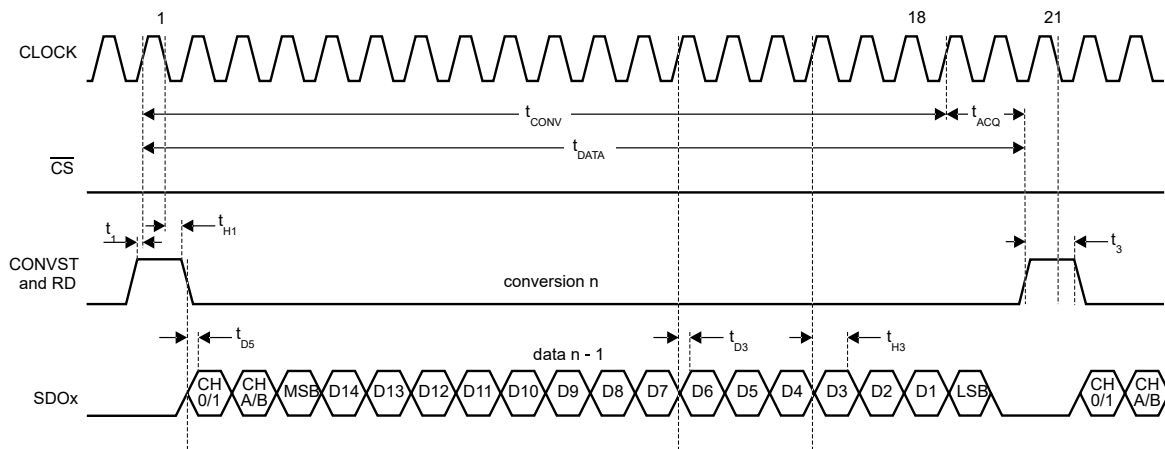 1 18 21
CLOCK
tCONV tACQ
tDATA
CS
t1 tH1 t3
CONVST
and RD
conversion n
tD5 tD3 tH3
data n - 1
SDOx
CH 0/1 CH A/B MSB D14 D13 D12 D11 D10 D9 D8 D7 D6 D5 D4 D3 D2 D1 LSB CH 0/1 CH A/B